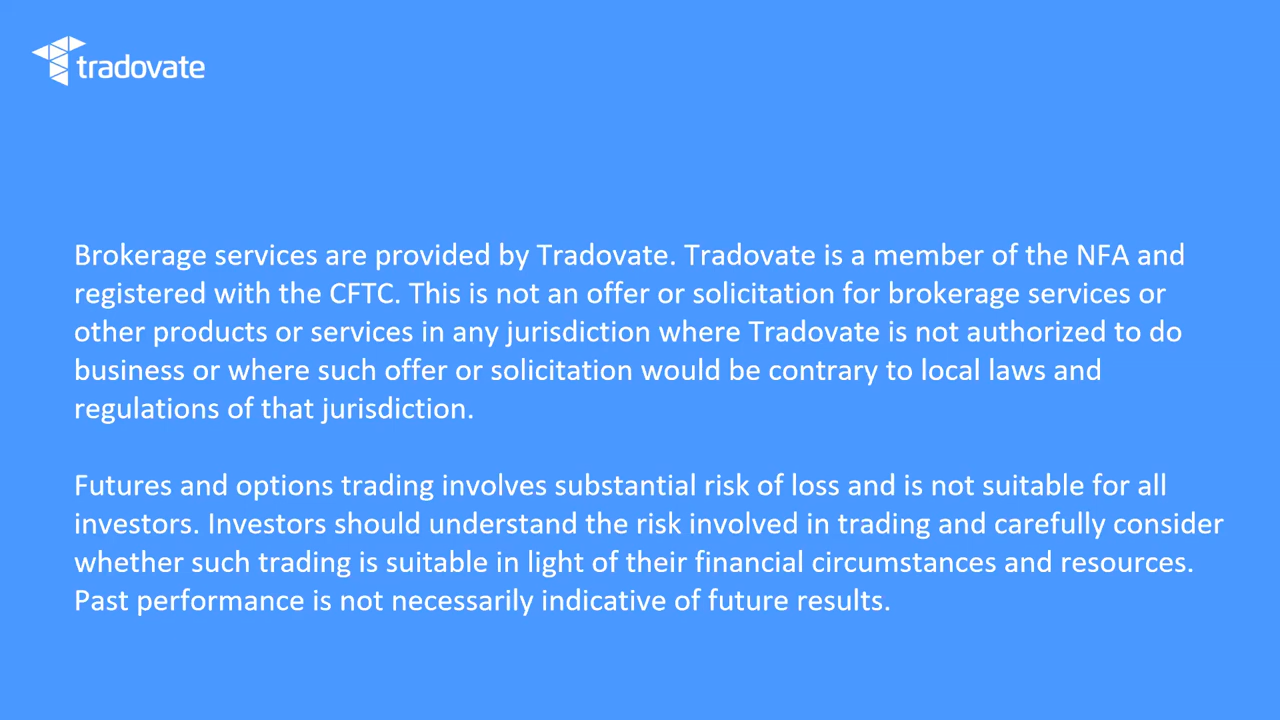 tradovate
Brokerage services are provided by Tradovate. Tradovate is a member of the NFA and
registered with the CFTC. This is not an offer or solicitation for brokerage services or
other products or services in any jurisdiction where Tradovate is not authorized to do
business or where such offer or solicitation would be contrary to local laws and
regulations of that jurisdiction.
Futures and options trading involves substantial risk of loss and is not suitable for all
investors. Investors should understand the risk involved in trading and carefully consider
whether such trading is suitable in light of their financial circumstances and resources.
Past performance is not necessarily indicative of future results.